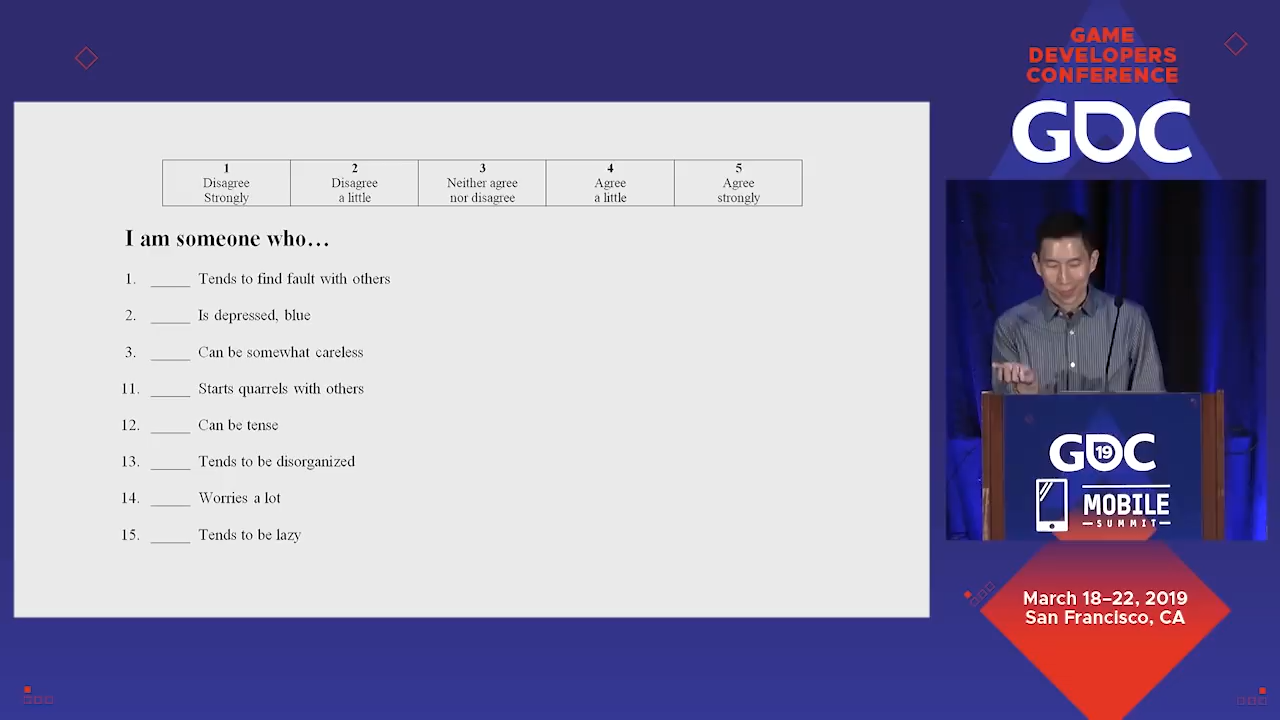 GAME
DEVELOPERS
CONFERENCE
GDC
1 2 3 4 5
Disagree Disagree Neither agree Agree Agree
Strongly a little nor disagree a little strongly
I am someone who…
1. _____ Tends to find fault with others
2. _____ Is depressed, blue
3. _____ Can be somewhat careless
11. _____ Starts quarrels with others
12. _____ Can be tense
13. _____ Tends to be disorganized
14. _____ Worries a lot
15. _____ Tends to be lazy
GDC
19
MOBILE
SUMMIT
March 18–22, 2019
San Francisco, CA